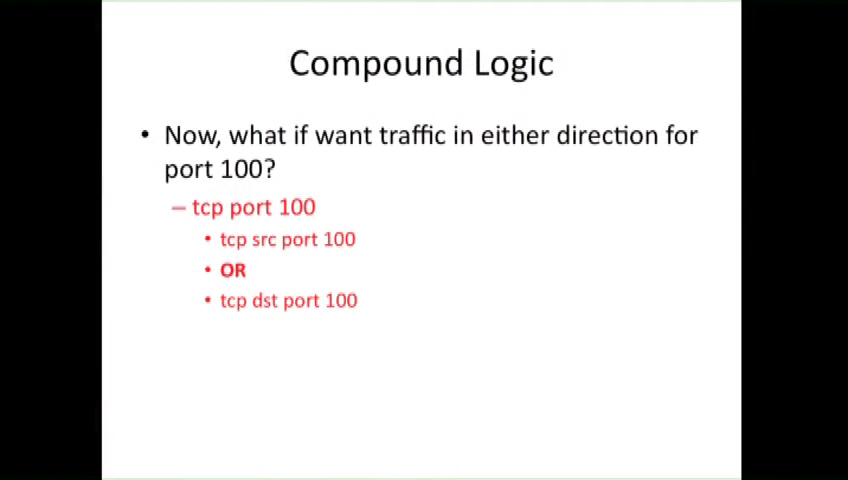 Compound Logic
• Now, what if want traffic in either direction for
port 100?
– tcp port 100
• tcp src port 100
• OR
• tcp dst port 100